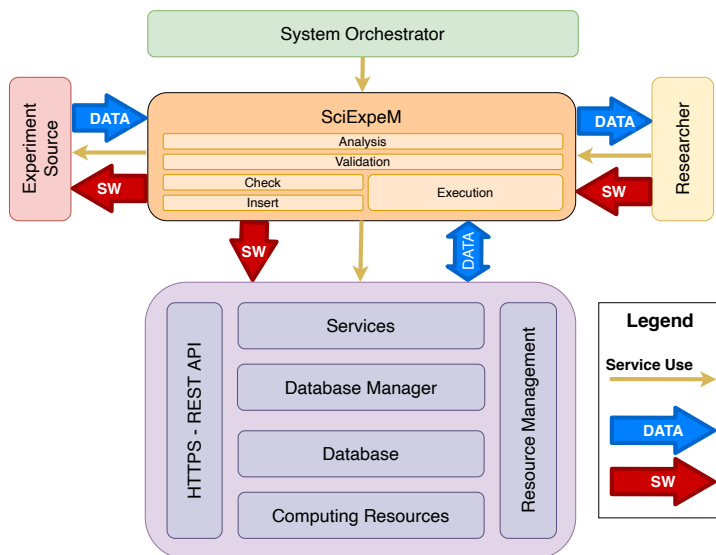 System Orchestrator
Experiment
Source
DATA
SW
SciExpeM
Analysis
Validation
Check
Insert
Execution
DATA
SW
Researcher
SW
DATA
HTTPS - REST API
Services
Database Manager
Database
Computing Resources
Resource Management
Legend
Service Use
DATA
SW